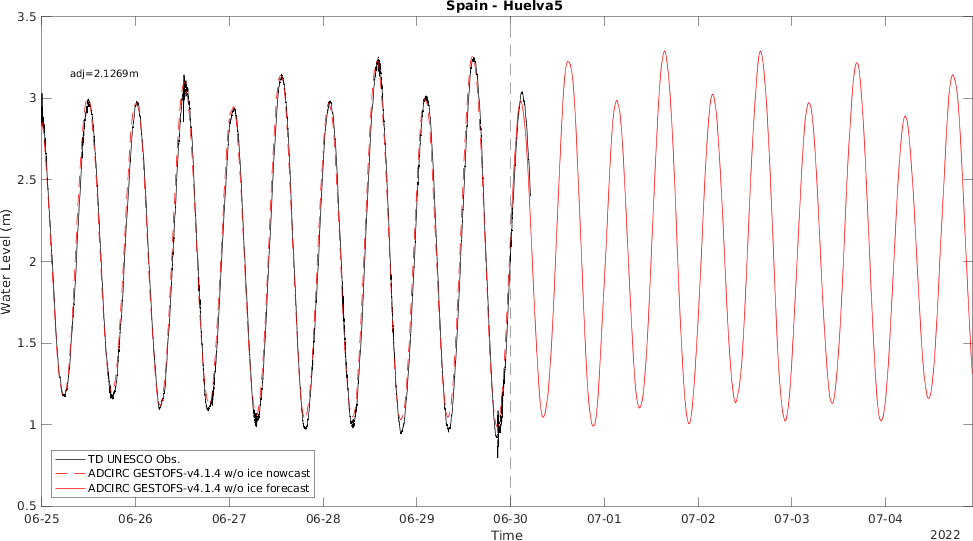 Spain - Huelva5
3.5
adj=2.1269m
3
2.5
2
1.5
1
0.5
Water Level (m)
TD UNESCO Obs.
ADCIRC GESTOFS-v4.1.4 w/o ice nowcast
ADCIRC GESTOFS-v4.1.4 w/o ice forecast
06-25 06-26 06-27 06-28 06-29 06-30 07-01 07-02 07-03 07-04
Time
2022